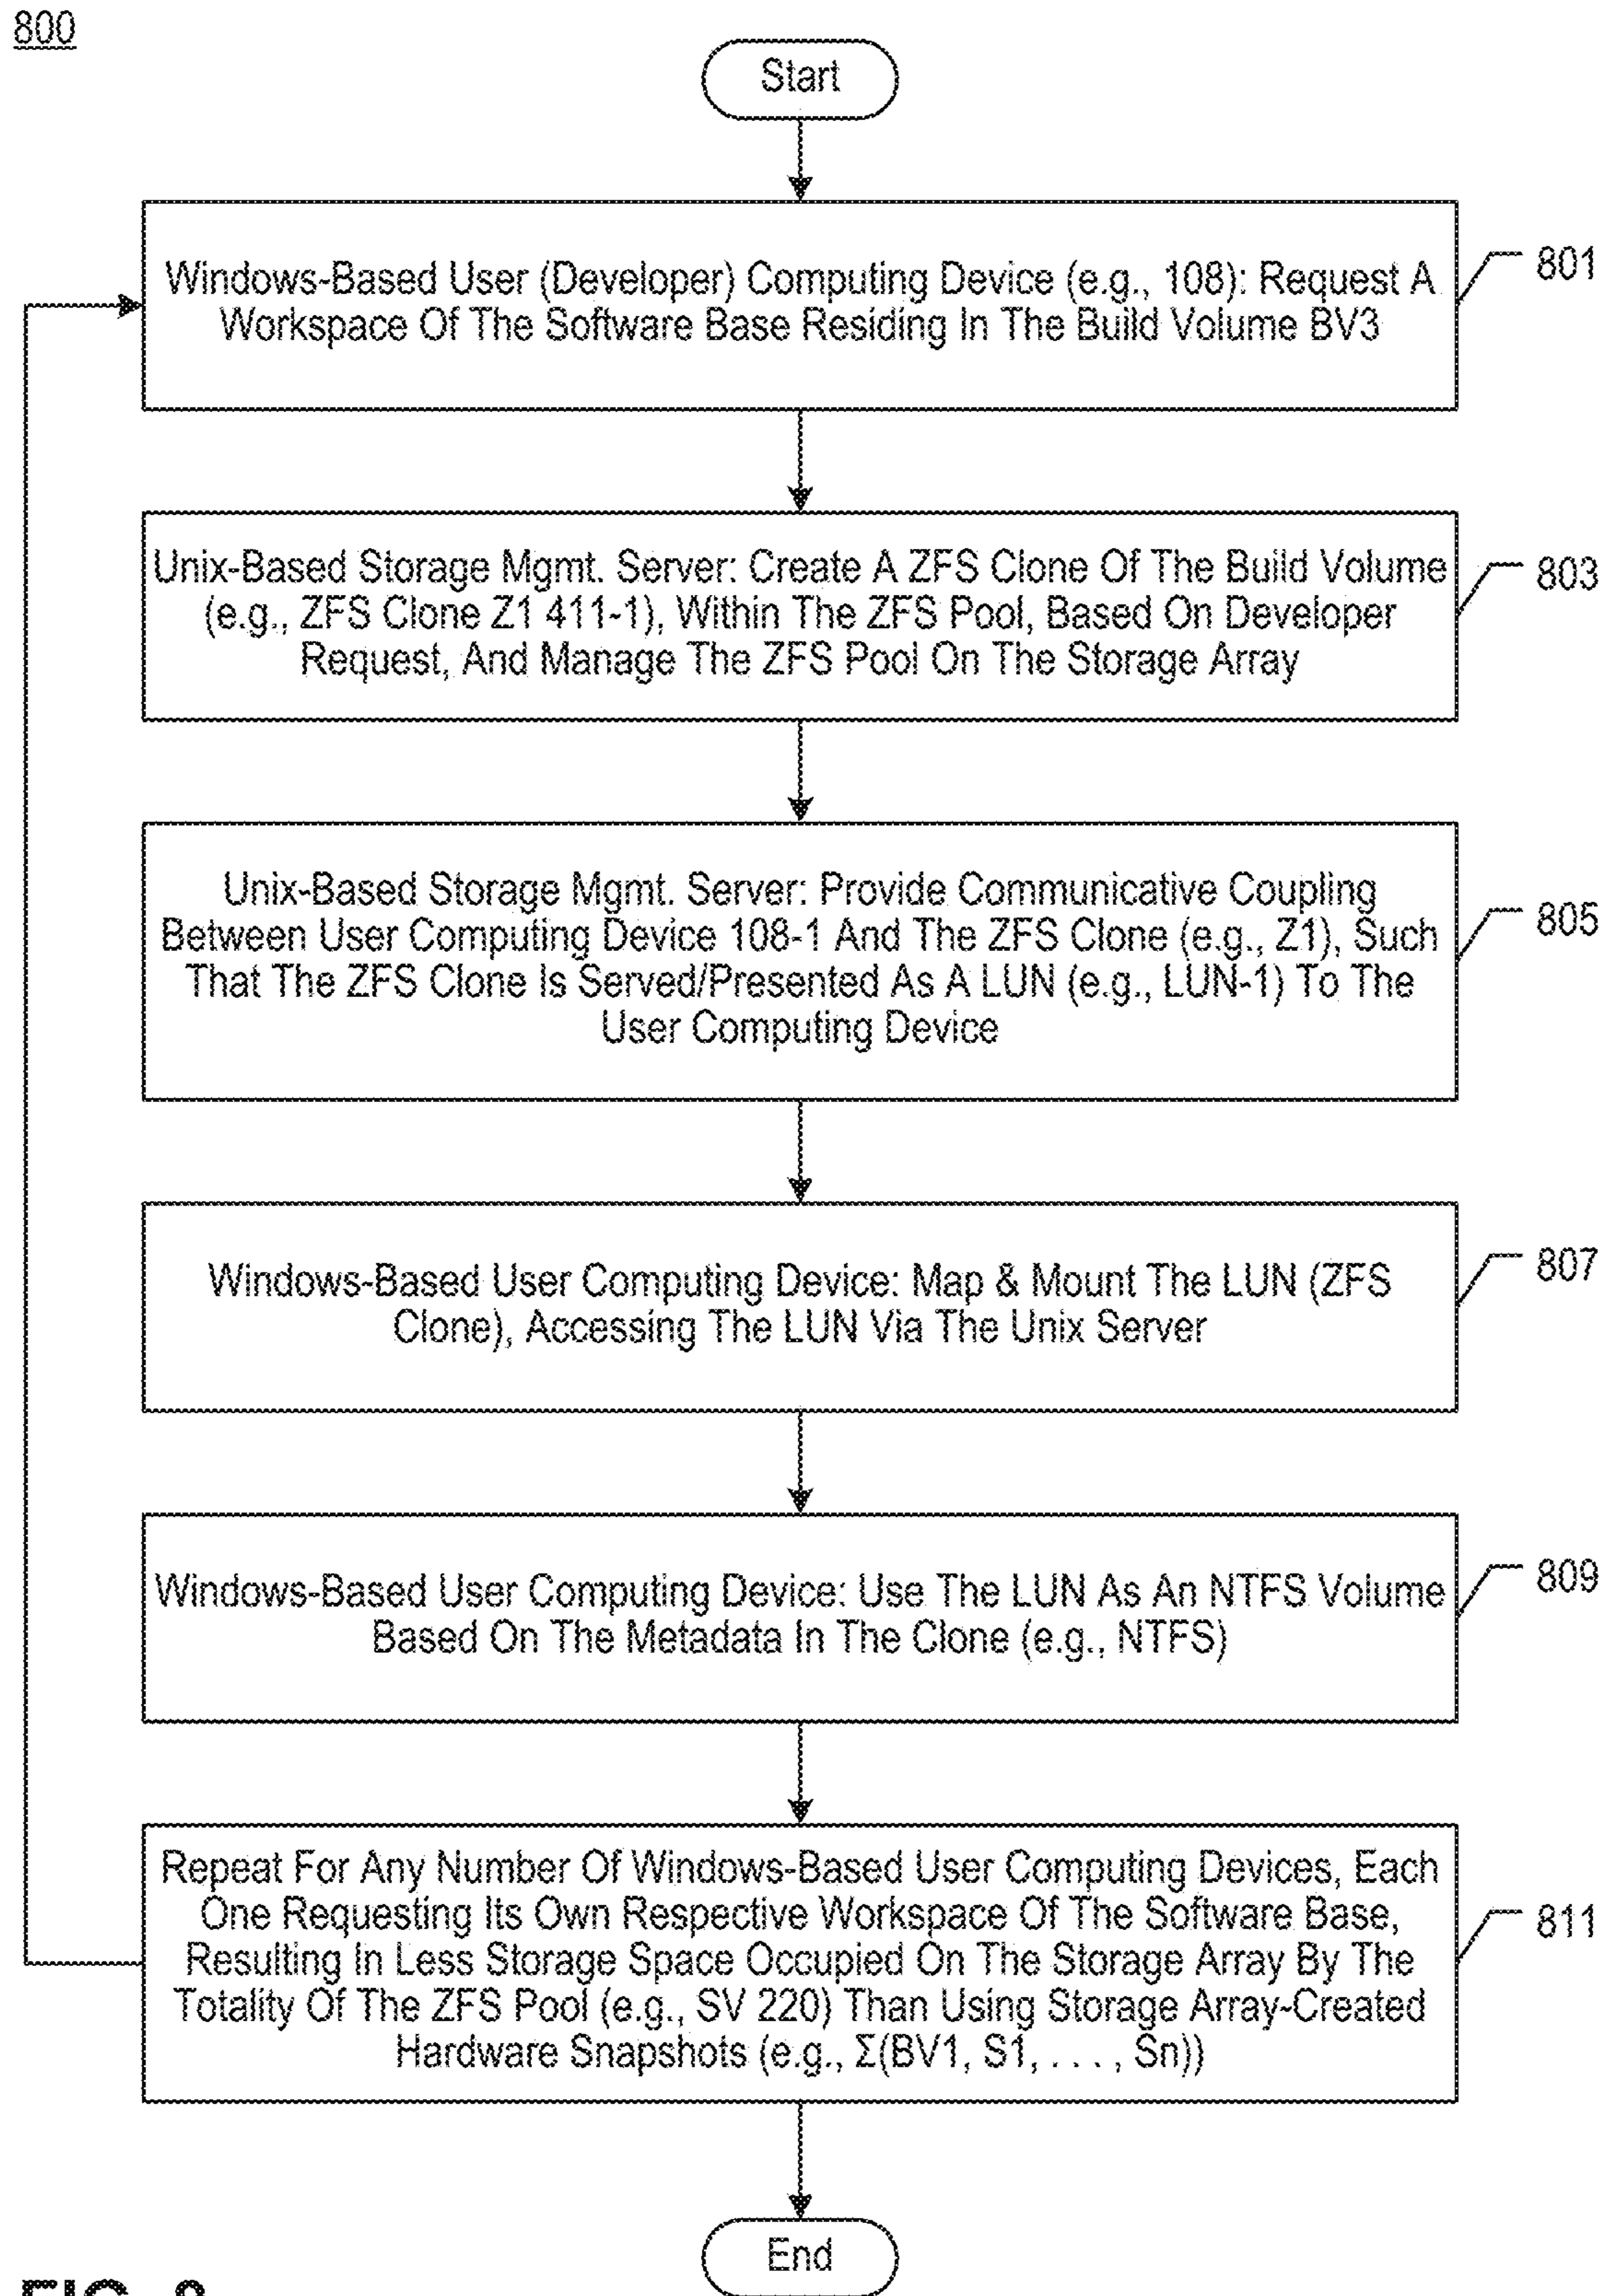 800
Start
Windows-Based User (Developer) Computing Device (e.g., 108): Request A
Workspace Of The Software Base Residing In The Build Volume BV3
801
Unix-Based Storage Mgmt. Server: Create A ZFS Clone Of The Build Volume
(e.g., ZFS Clone Z1 411-1), Within The ZFS Pool, Based On Developer
Request, And Manage The ZFS Pool On The Storage Array
803
Unix-Based Storage Mgmt. Server: Provide Communicative Coupling
Between User Computing Device 108-1 And The ZFS Clone (e.g., Z1), Such
That The ZFS Clone Is Served/Presented As A LUN (e.g., LUN-1) To The
User Computing Device
805
Windows-Based User Computing Device: Map & Mount The LUN (ZFS
Clone), Accessing The LUN Via The Unix Server
807
Windows-Based User Computing Device: Use The LUN As An NTFS Volume
Based On The Metadata In The Clone (e.g., NTFS)
809
Repeat For Any Number Of Windows-Based User Computing Devices, Each
One Requesting Its Own Respective Workspace Of The Software Base,
Resulting In Less Storage Space Occupied On The Storage Array By The
Totality Of The ZFS Pool (e.g., SV 220) Than Using Storage Array-Created
Hardware Snapshots (e.g., Σ(BV1, S1, . . . , Sn))
811
End